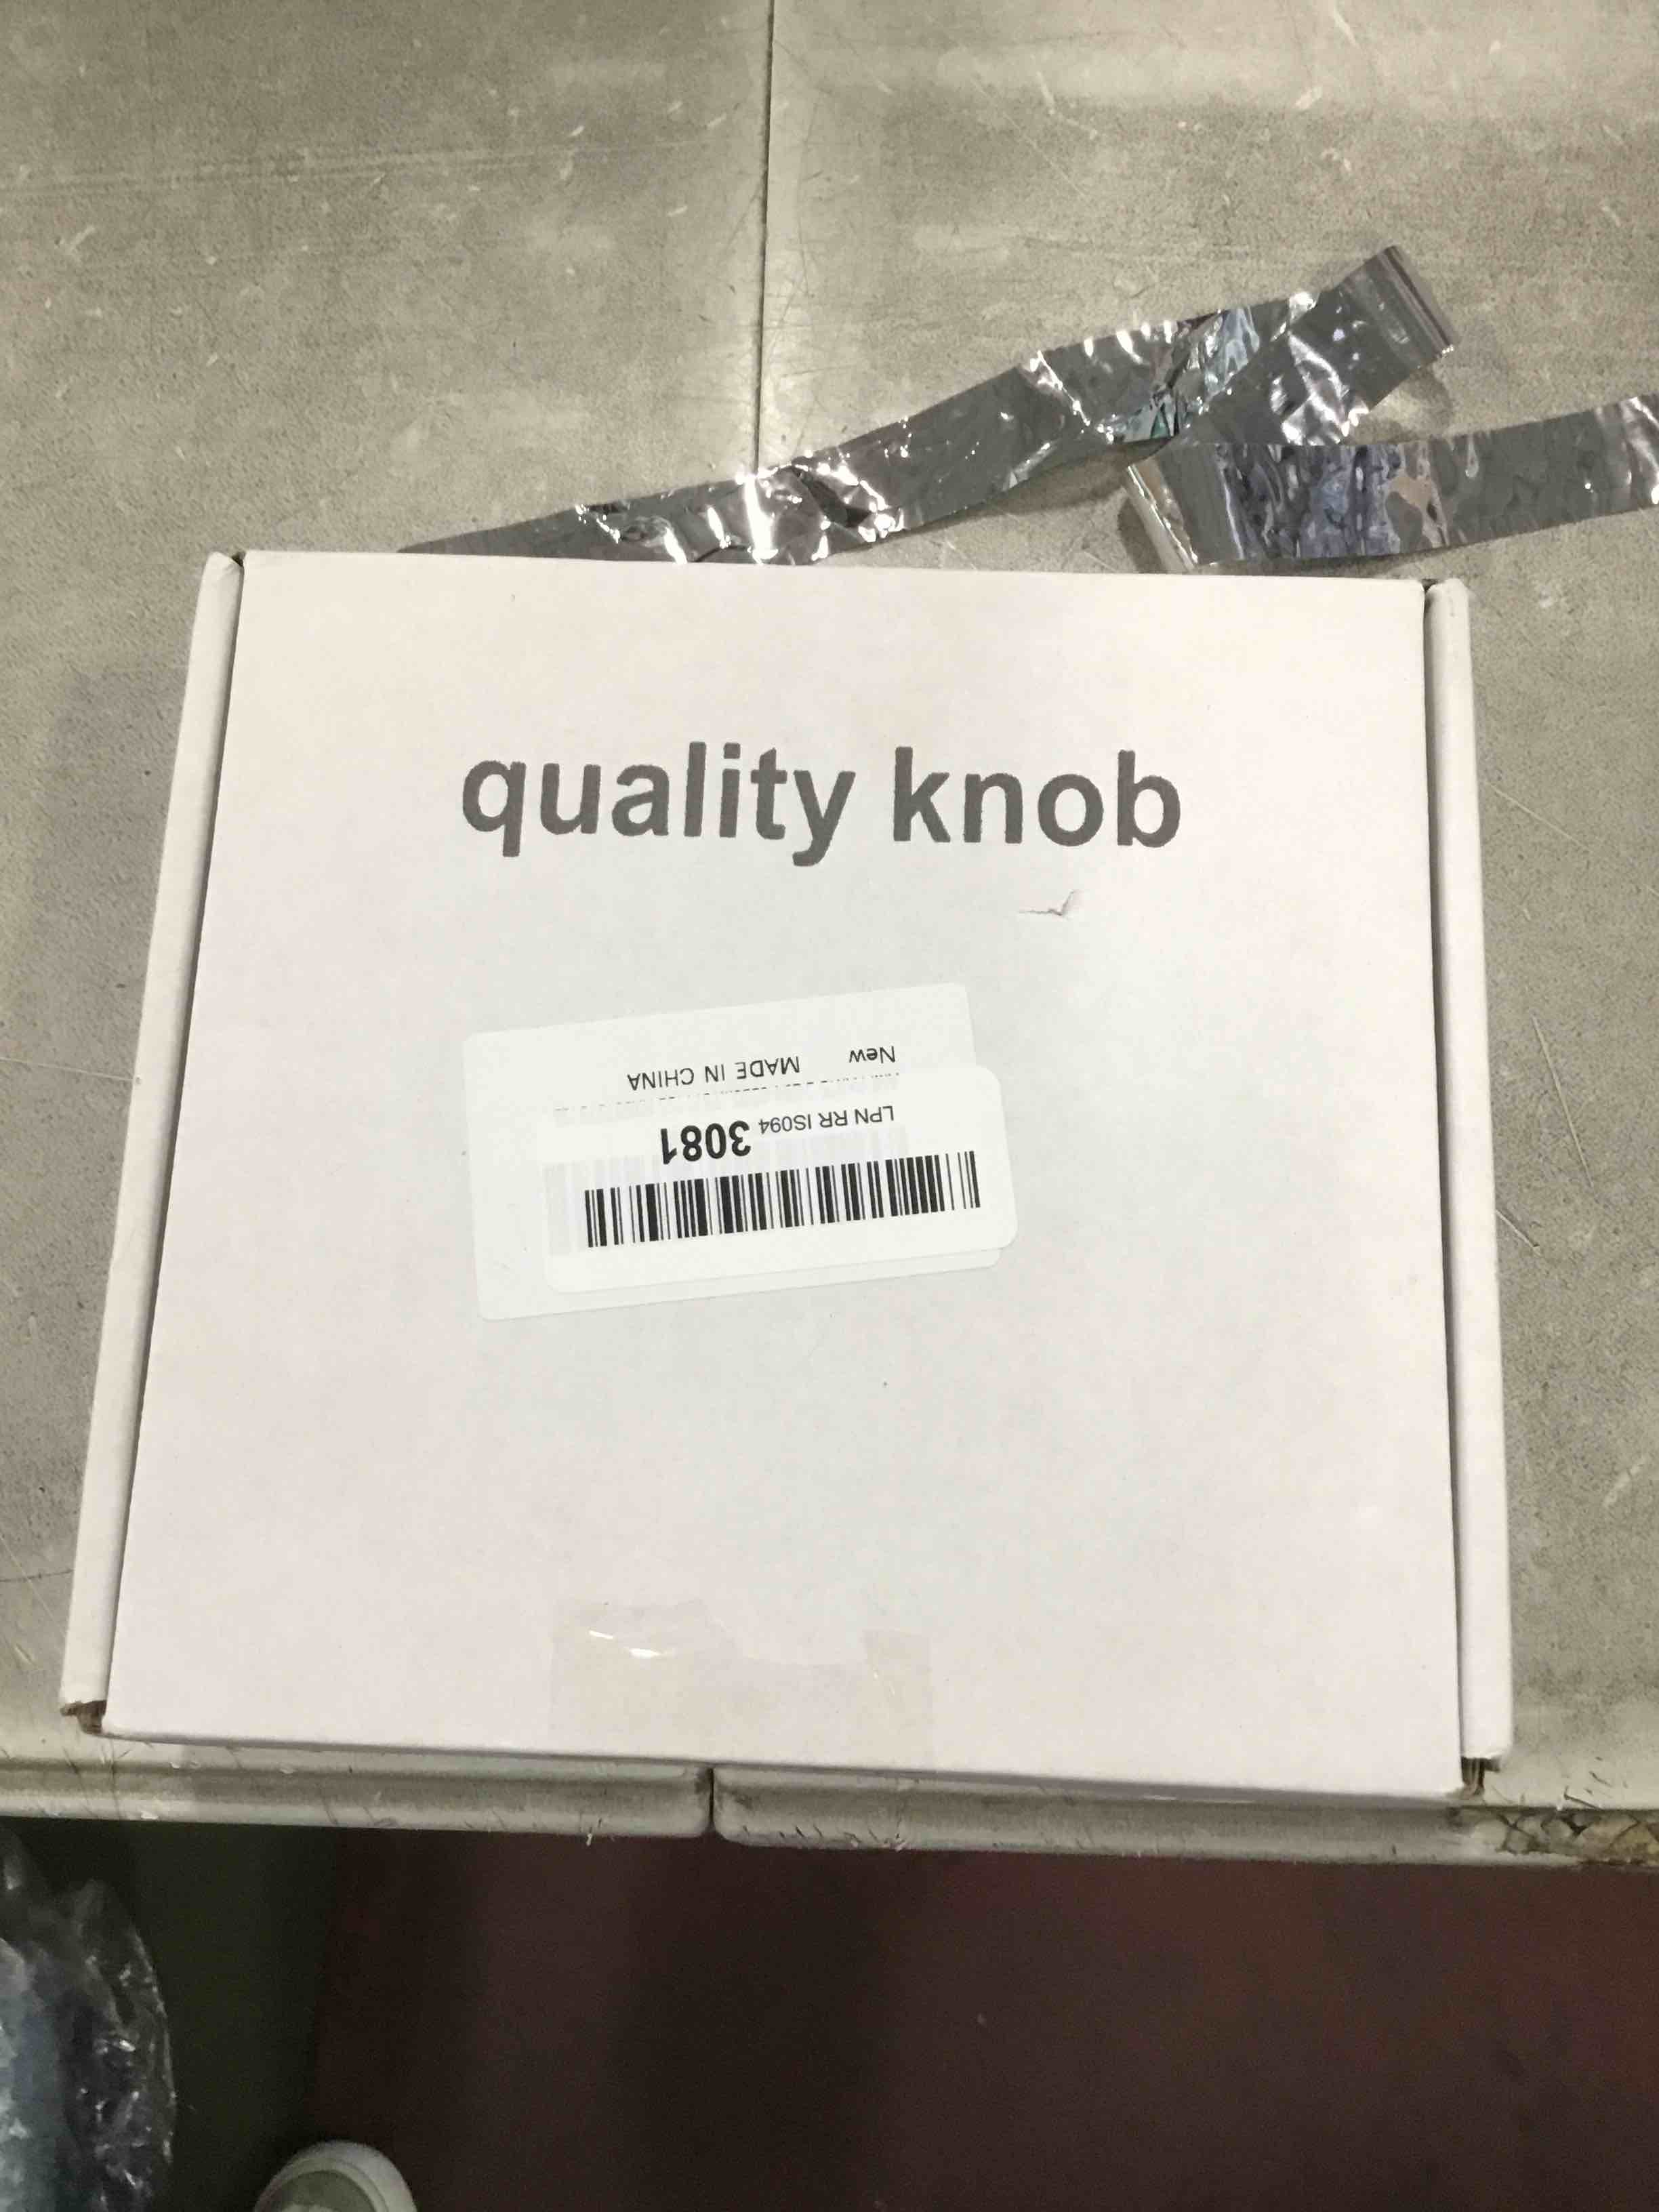 quality knob
LPN RR IS094 3081
New MADE IN CHINA